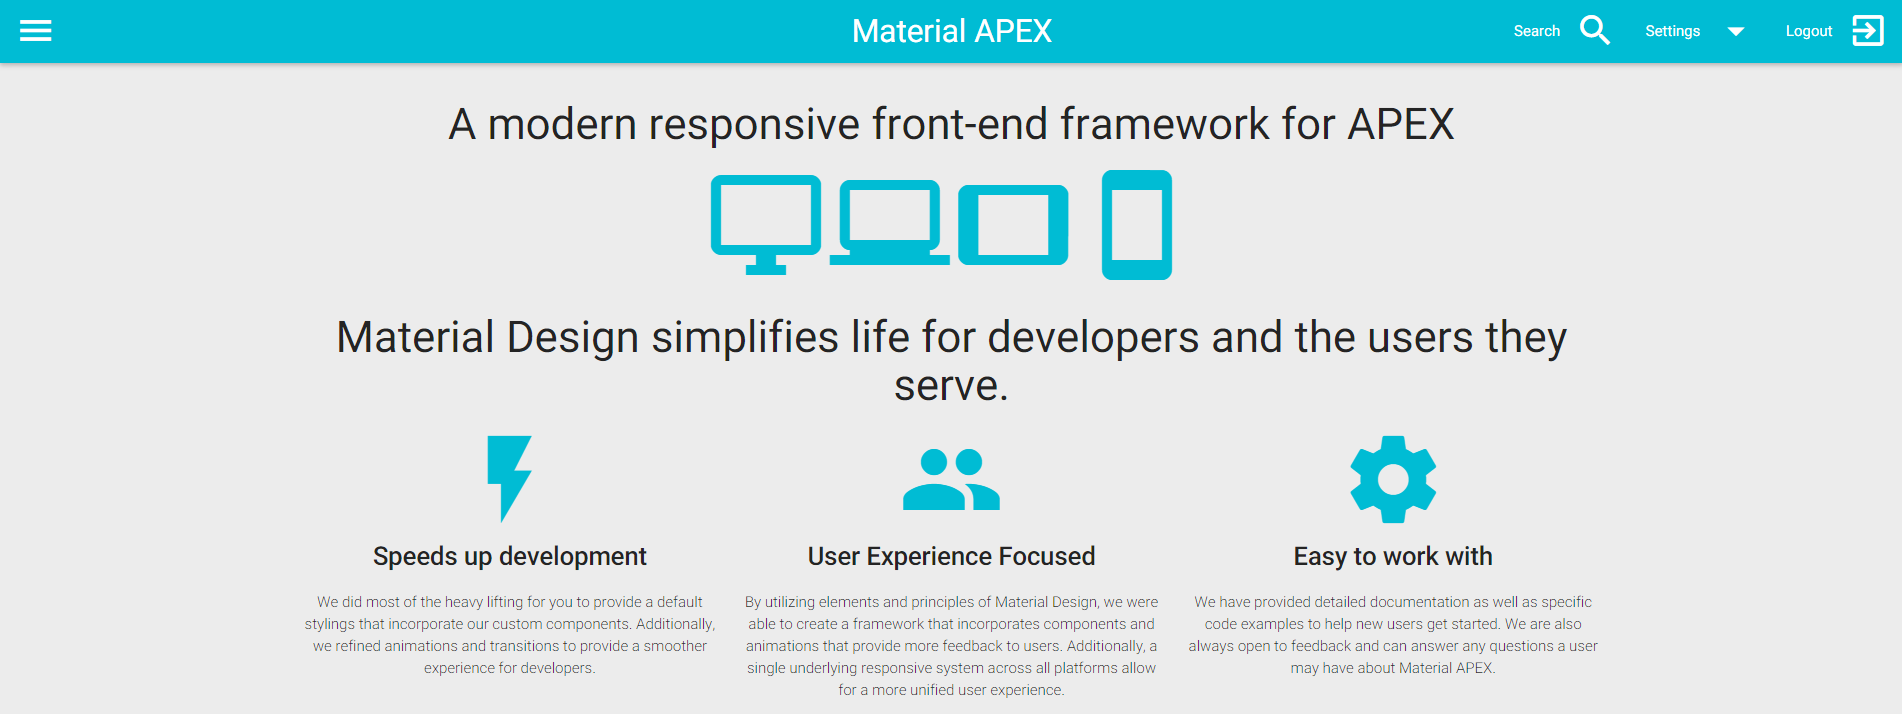 Material APEX
Search
Settings
Logout
A modern responsive front-end framework for APEX
Material Design simplifies life for developers and the users they
serve.
Speeds up development
We did most of the heavy lifting for you to provide a default
stylings that incorporate our custom components. Additionally,
we refined animations and transitions to provide a smoother
experience for developers.
User Experience Focused
By utilizing elements and principles of Material Design, we were
able to create a framework that incorporates components and
animations that provide more feedback to users. Additionally, a
single underlying responsive system across all platforms allow
for a more unified user experience.
Easy to work with
We have provided detailed documentation as well as specific
code examples to help new users get started. We are also
always open to feedback and can answer any questions a user
may have about Material APEX.